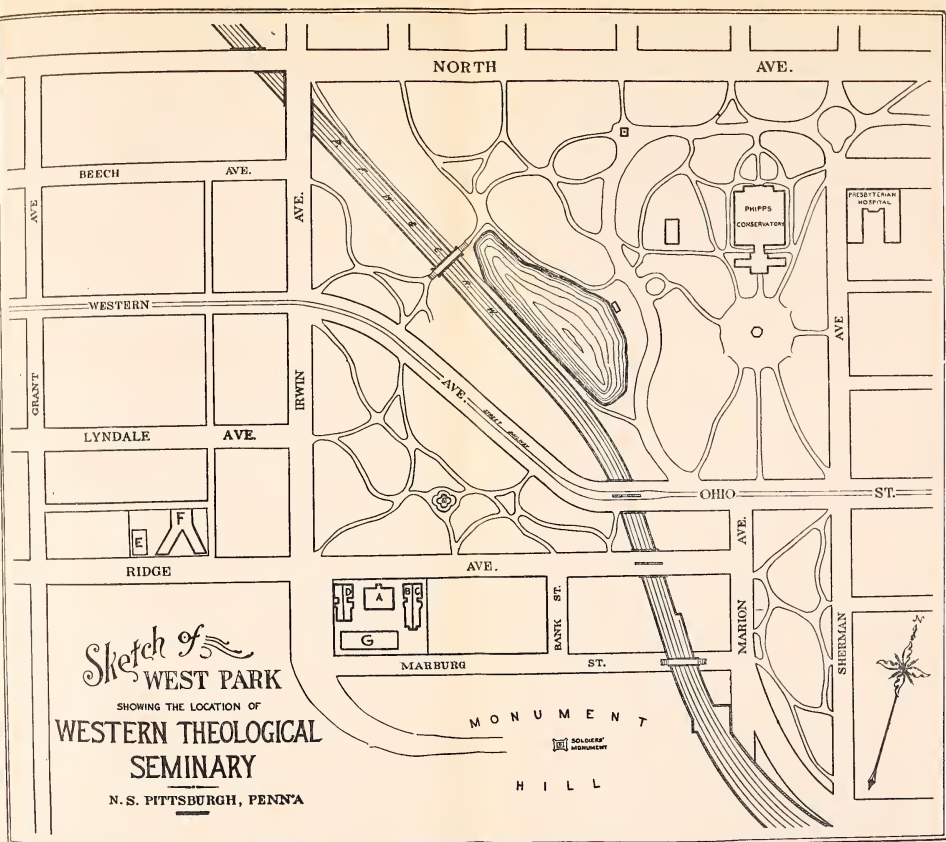 NORTH AVE.
BEECH AVE.
AVE
AVE.
PHIPPS
CONSERVATORY
PRESBYTERIAN
HOSPITAL
P. F. W. & C. R. W.
WESTERN
AVE.
STREET RAILWAY
AVE
GRANT
IRWIN
LYNDALE AVE.
OHIO ST.
E
F
RIDGE AVE.
AVE.
D
A
B
C
G
BANK ST.
MARION
SHERMAN
MARBURG ST.
N
Sketch of
WEST PARK
SHOWING THE LOCATION OF
WESTERN THEOLOGICAL
SEMINARY
N. S. PITTSBURGH, PENN'A
MONUMENT
SOLDIERS'
MONUMENT
HILL